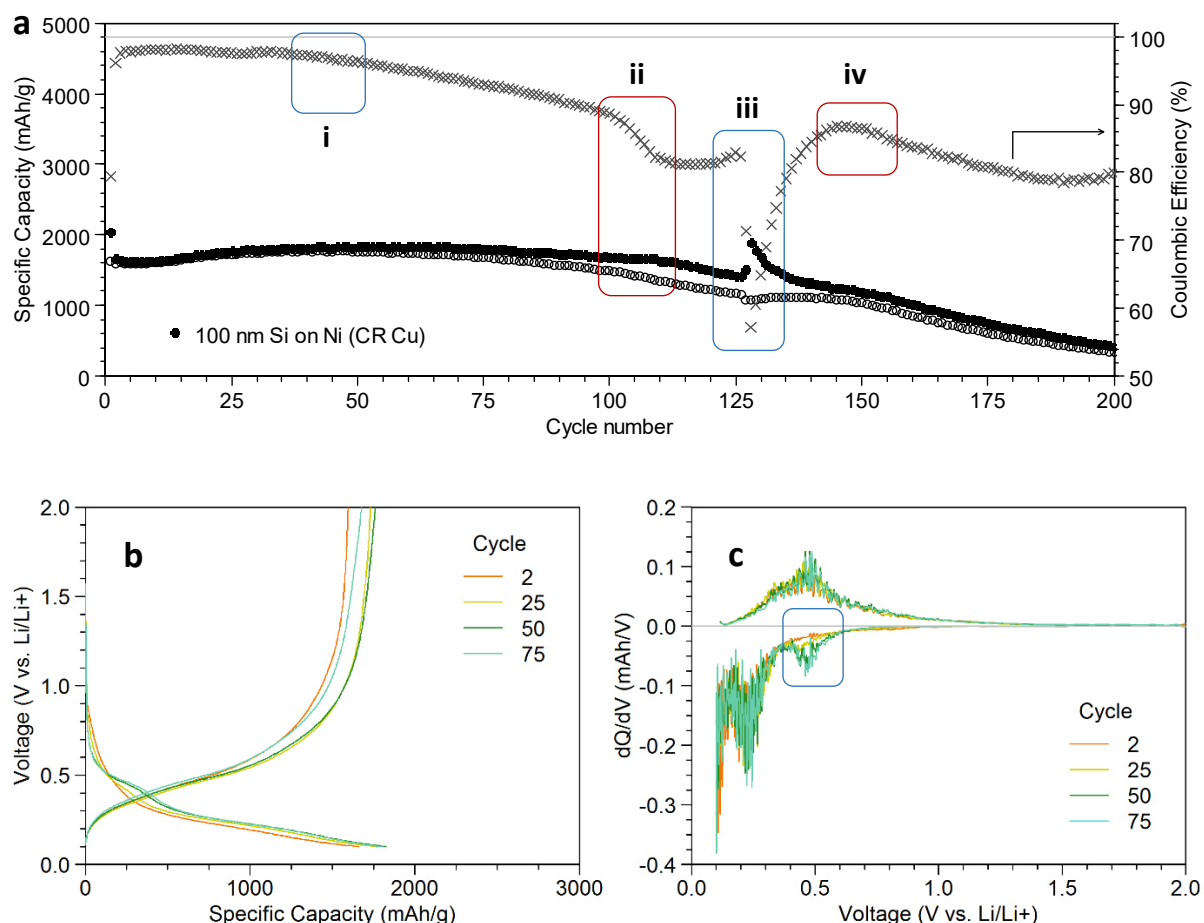 a
5000
4000
3000
2000
1000
0
Specific Capacity (mAh/g)
i
ii
iii
iv
100 nm Si on Ni (CR Cu)
100
90
80
70
60
50
Coulombic Efficiency (%)
0 25 50 75 100 125 150 175 200
Cycle number
b
2.0
1.5
1.0
0.5
0.0
Voltage (V vs. Li/Li+)
Cycle
2
25
50
75
0 1000 2000 3000
Specific Capacity (mAh/g)
c
0.2
0.1
0.0
-0.1
-0.2
-0.3
-0.4
dQ/dV (mAh/V)
Cycle
2
25
50
75
0.0 0.5 1.0 1.5 2.0
Voltage (V vs. Li/Li+)